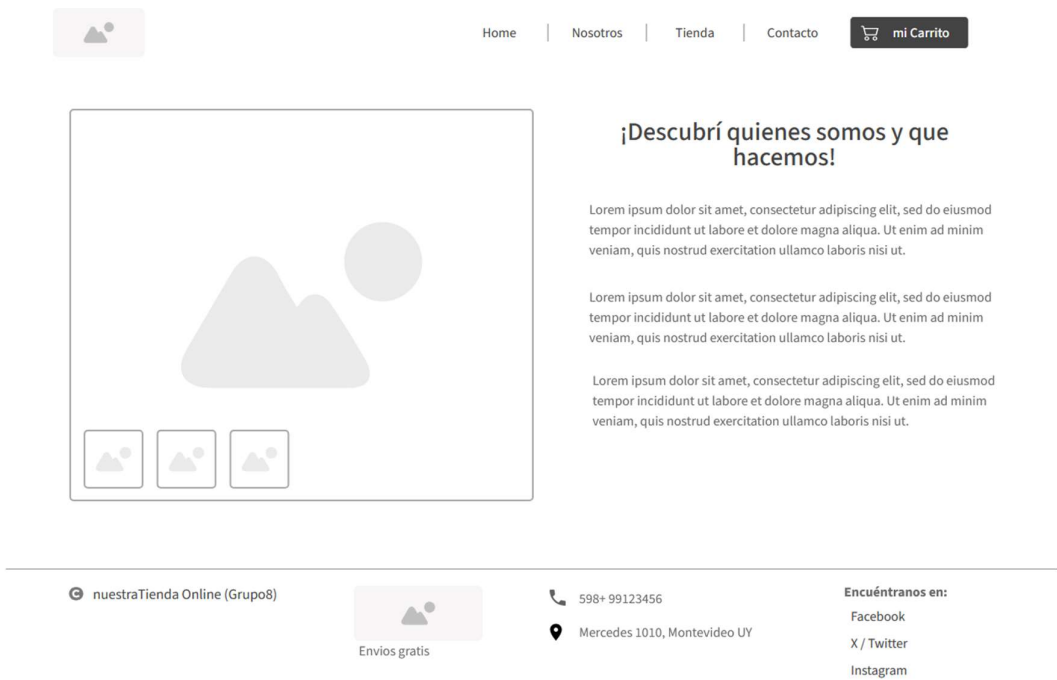 Home | Nosotros | Tienda | Contacto mi Carrito
¡Descubrí quienes somos y que
hacemos!
Lorem ipsum dolor sit amet, consectetur adipiscing elit, sed do eiusmod
tempor incididunt ut labore et dolore magna aliqua. Ut enim ad minim
veniam, quis nostrud exercitation ullamco laboris nisi ut.
Lorem ipsum dolor sit amet, consectetur adipiscing elit, sed do eiusmod
tempor incididunt ut labore et dolore magna aliqua. Ut enim ad minim
veniam, quis nostrud exercitation ullamco laboris nisi ut.
Lorem ipsum dolor sit amet, consectetur adipiscing elit, sed do eiusmod
tempor incididunt ut labore et dolore magna aliqua. Ut enim ad minim
veniam, quis nostrud exercitation ullamco laboris nisi ut.
© nuestraTienda Online (Grupo8)
Envios gratis
598+ 99123456
Mercedes 1010, Montevideo UY
Encuéntranos en:
Facebook
X / Twitter
Instagram